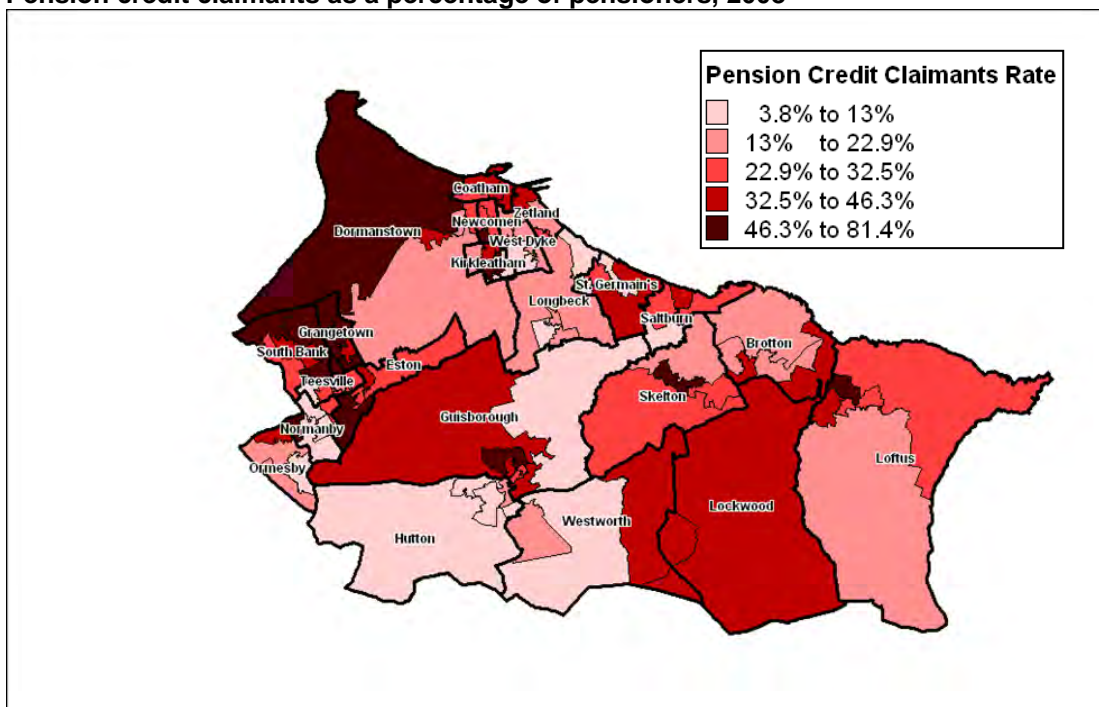 Pension Credit Claimants Rate
3.8% to 13%
13% to 22.9%
22.9% to 32.5%
32.5% to 46.3%
46.3% to 81.4%
Coatham
Zetland
Newcomen
Dormanstown
West Dyke
Kirkleatham
St. Germain's
Longbeck
Saltburn
Grangetown
Brotton
South Bank
Eston
Teesville
Skelton
Guisborough
Normanby
Loftus
Ormesby
Lockwood
Westworth
Hutton